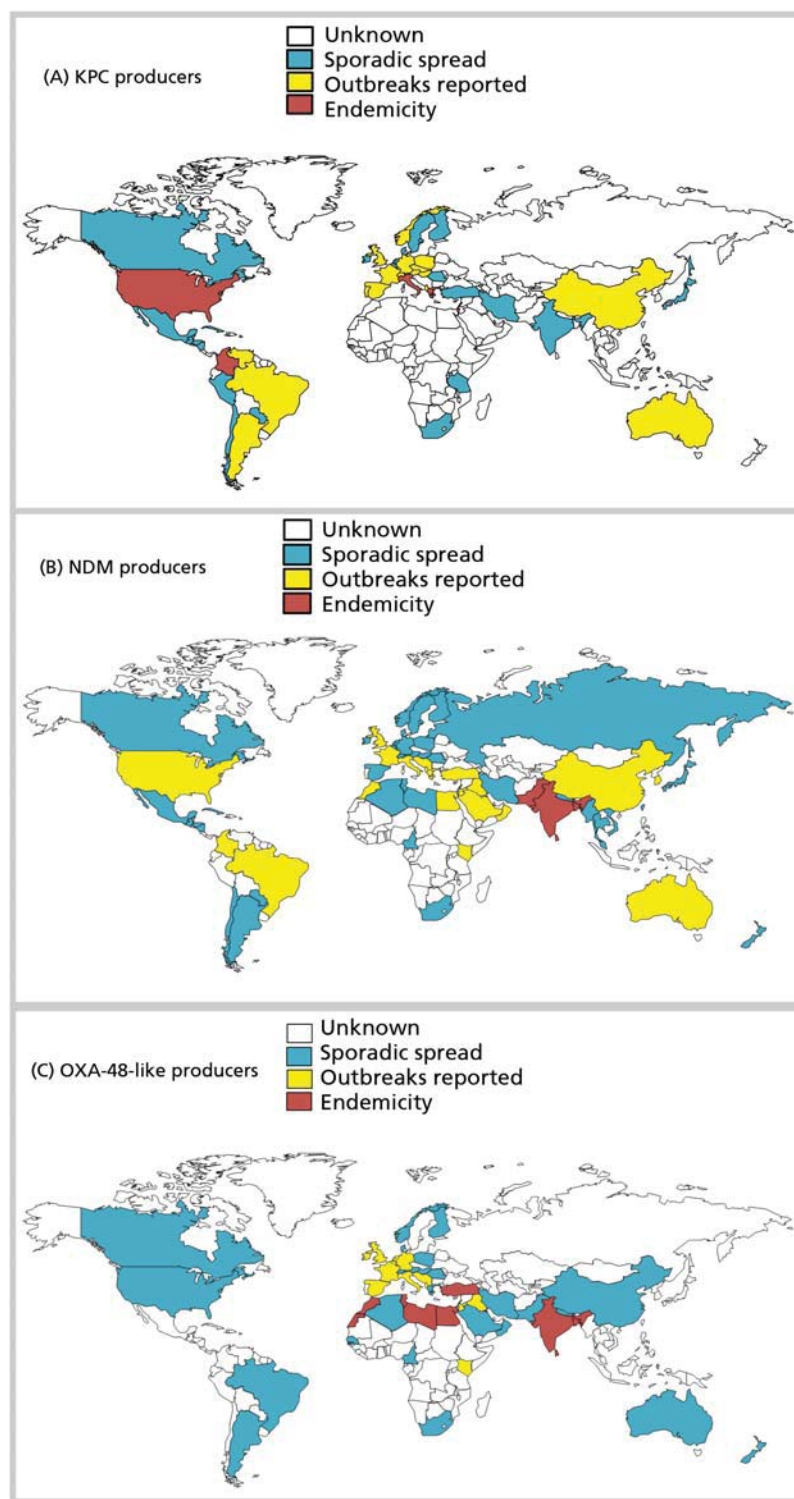 Unknown
Sporadic spread
(A) KPC producers
Outbreaks reported
Endemicity
Unknown
Sporadic spread
(B) NDM producers
Outbreaks reported
Endemicity
Unknown
Sporadic spread
(C) OXA-48-like producers
Outbreaks reported
Endemicity